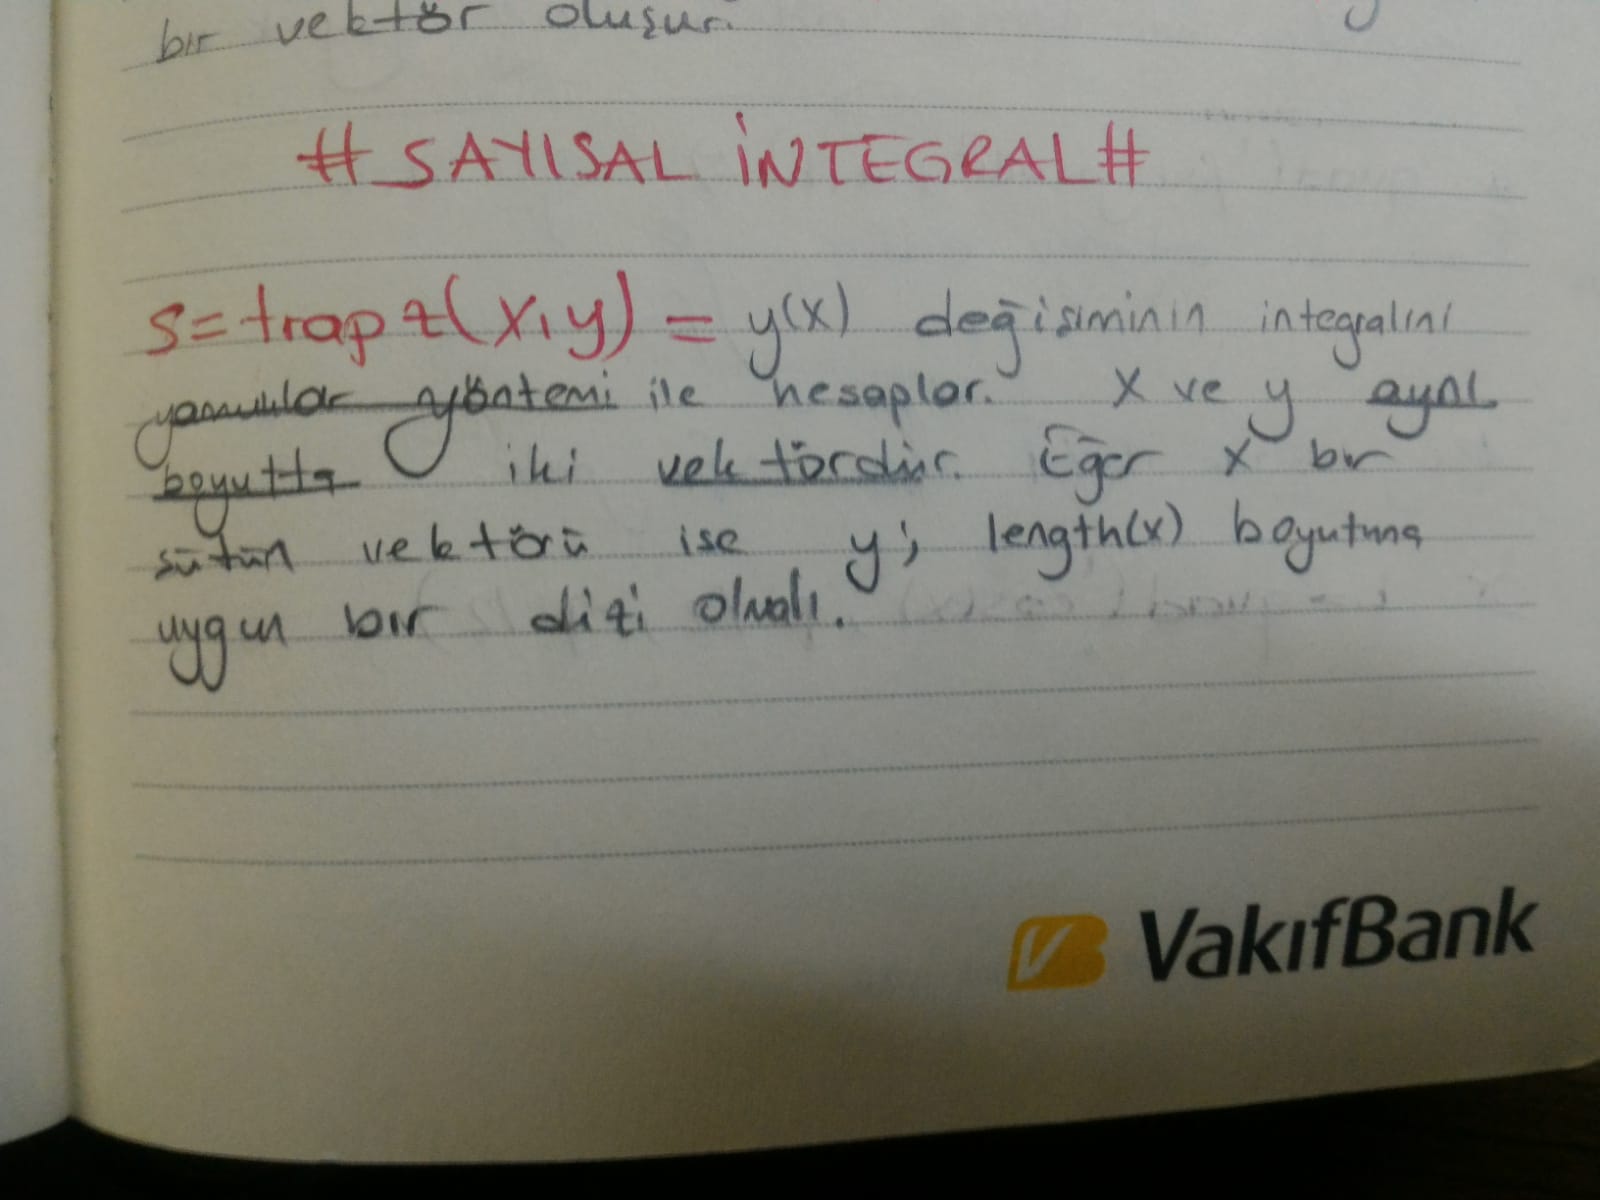 bir vektör oluşur.
# SAYISAL İNTEGRAL #
s=trapz(x,y) = y(x) değişiminin integralini
yamuklar yöntemi ile hesaplar. X ve y aynı
boyutta iki vektördür. Eğer x bir
sütun vektörü ise y; length(x) boyutuna
uygun bir dizi olmalı.
VakıfBank